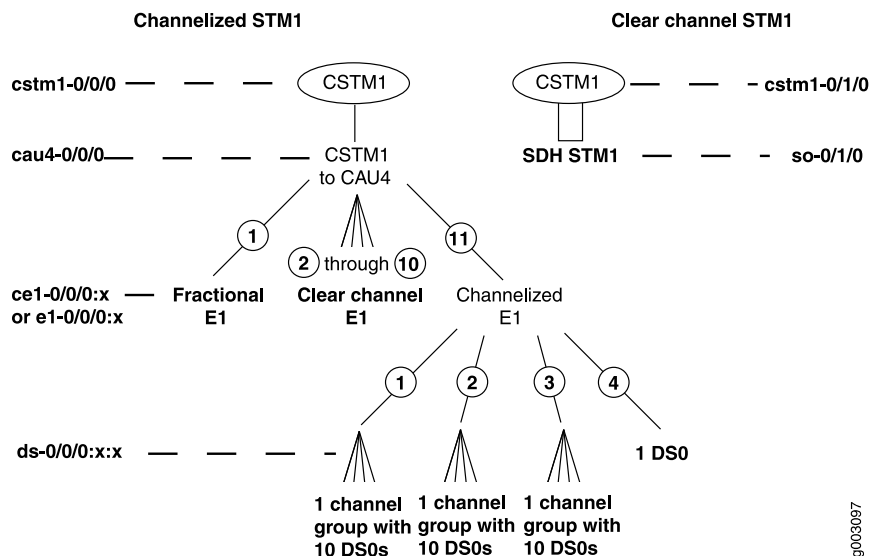 Channelized STM1
Clear channel STM1
cstm1-0/0/0
CSTM1
CSTM1
cstm1-0/1/0
cau4-0/0/0
CSTM1
to CAU4
SDH STM1
so-0/1/0
1
11
2 through 10
ce1-0/0/0:x
or e1-0/0/0:x
Fractional
E1
Clear channel
E1
Channelized
E1
1
2
3
4
ds-0/0/0:x:x
1 DS0
1 channel
group with
10 DS0s
1 channel
group with
10 DS0s
1 channel
group with
10 DS0s
g003097